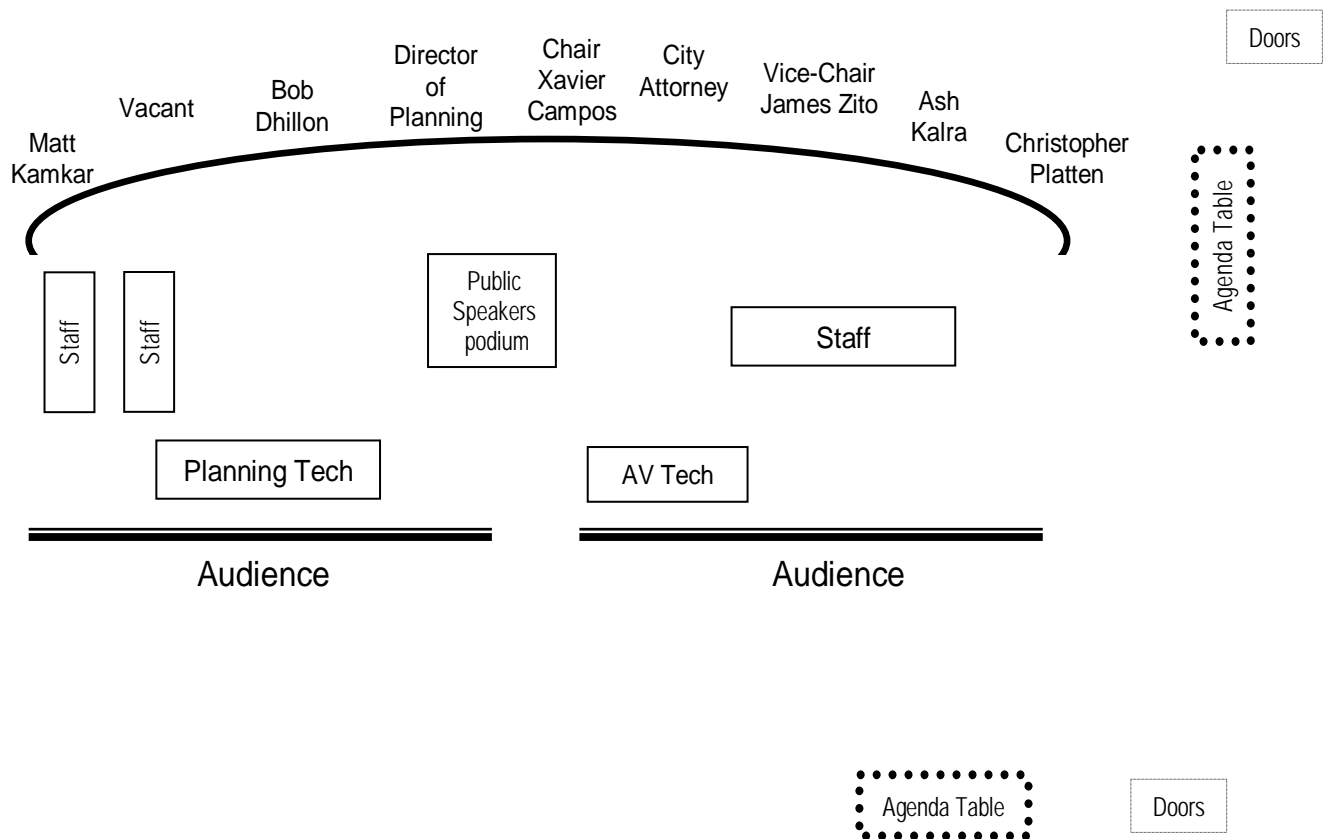 Doors
Matt
Kamkar
Vacant
Bob
Dhillon
Director
of
Planning
Chair
Xavier
Campos
City
Attorney
Vice-Chair
James Zito
Ash
Kalra
Christopher
Platten
Agenda Table
Staff
Staff
Public
Speakers
podium
Staff
Planning Tech
AV Tech
Audience
Audience
Agenda Table
Doors